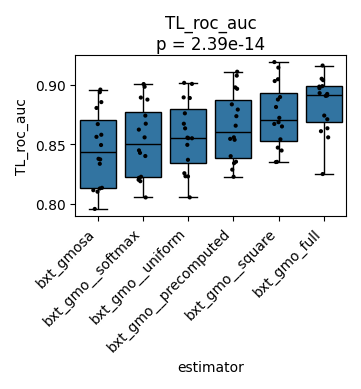 TL_roc_auc
p = 2.39e-14
TL_roc_auc
0.90
0.85
0.80
bxt_gmosa
bxt_gmo__softmax
bxt_gmo__uniform
bxt_gmo__precomputed
bxt_gmo__square
bxt_gmo_full
estimator